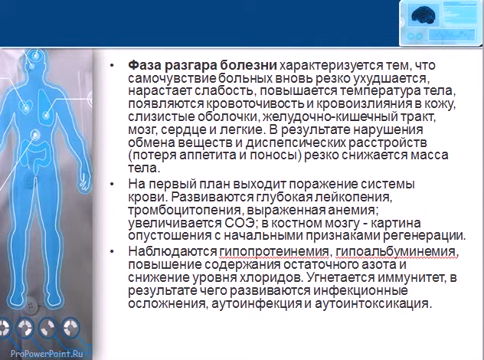 Фаза разгара болезни характеризуется тем, что
самочувствие больных вновь резко ухудшается,
нарастает слабость, повышается температура тела,
появляются кровоточивость и кровоизлияния в кожу,
слизистые оболочки, желудочно-кишечный тракт,
мозг, сердце и легкие. В результате нарушения
обмена веществ и диспепсических расстройств
(потеря аппетита и поносы) резко снижается масса
тела.
На первый план выходит поражение системы
крови. Развиваются глубокая лейкопения,
тромбоцитопения, выраженная анемия;
увеличивается СОЭ; в костном мозгу - картина
опустошения с начальными признаками регенерации.
Наблюдаются гипопротеинемия, гипоальбуминемия,
повышение содержания остаточного азота и
снижение уровня хлоридов. Угнетается иммунитет, в
результате чего развиваются инфекционные
осложнения, аутоинфекция и аутоинтоксикация.
ProPowerPoint.Ru